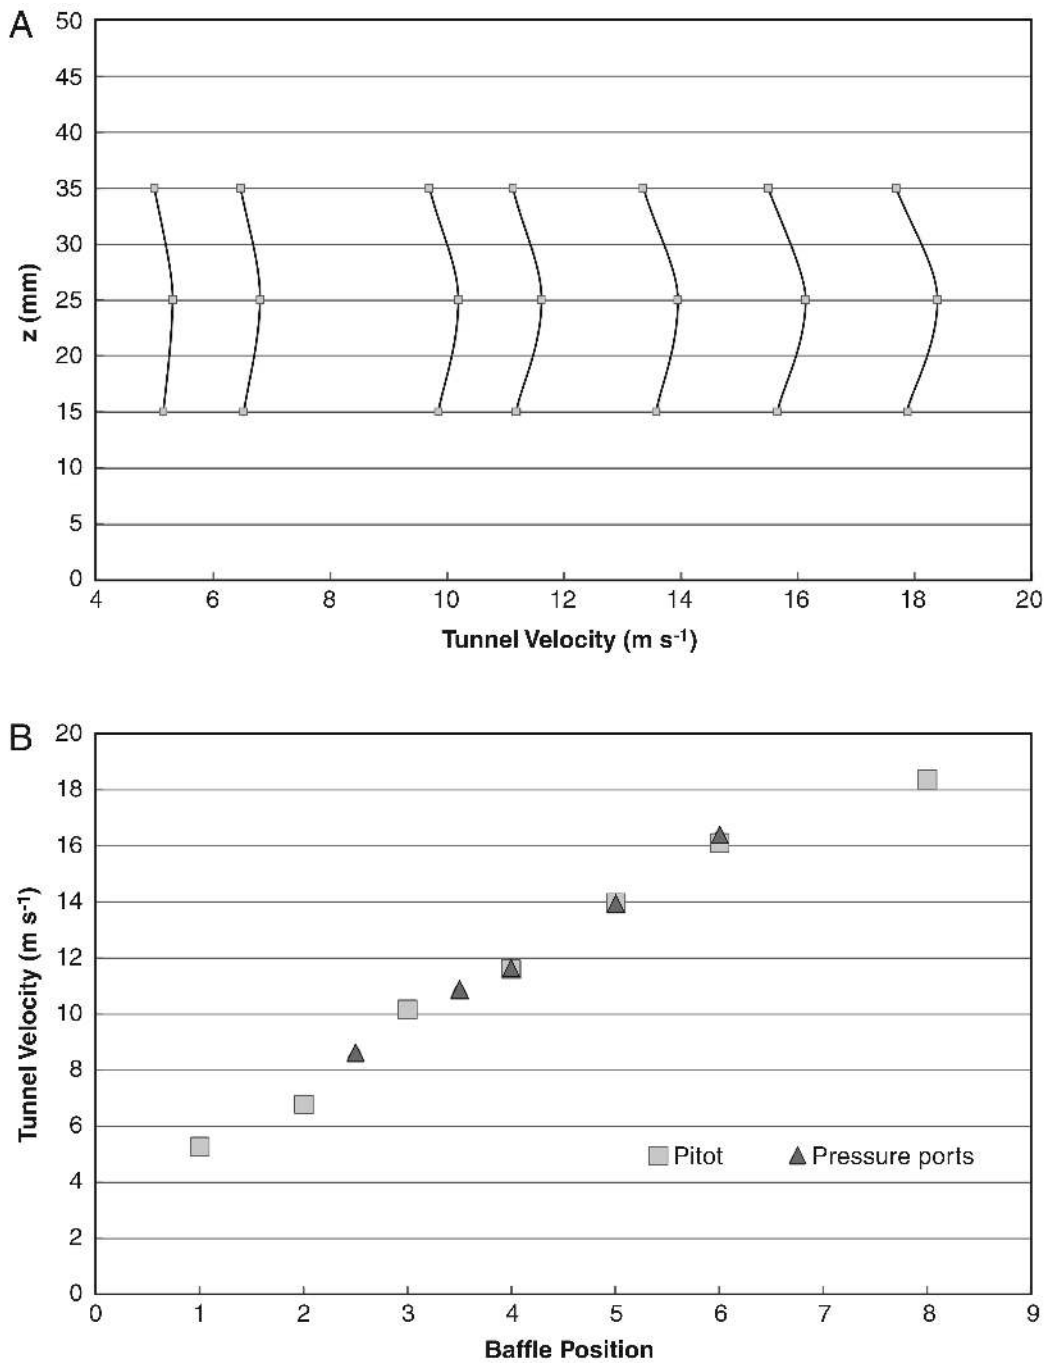 A
50
45
40
35
30
25
20
15
10
5
0
z (mm)
4 6 8 10 12 14 16 18 20
Tunnel Velocity (m s-1)
B
20
18
16
14
12
10
8
6
4
2
0
Tunnel Velocity (m s-1)
Pitot Pressure ports
0 1 2 3 4 5 6 7 8 9
Baffle Position